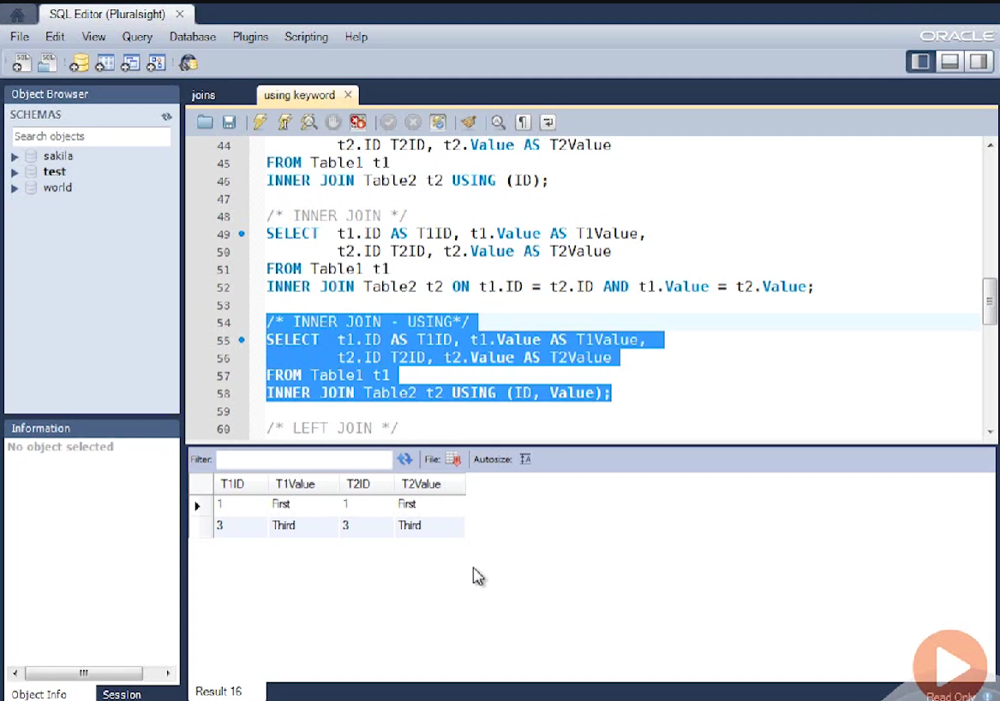 SQL Editor (Pluralsight) ×
File Edit View Query Database Plugins Scripting Help
ORACLE
SQL SQL
Object Browser
joins
using keyword ×
SCHEMAS
Search objects
sakila
test
world
44 t2.ID T2ID, t2.Value AS T2Value
45 FROM Table1 t1
46 INNER JOIN Table2 t2 USING (ID);
47
48 /* INNER JOIN */
49 SELECT t1.ID AS T1ID, t1.Value AS T1Value,
50 t2.ID T2ID, t2.Value AS T2Value
51 FROM Table1 t1
52 INNER JOIN Table2 t2 ON t1.ID = t2.ID AND t1.Value = t2.Value;
53
54 /* INNER JOIN - USING*/
55 SELECT t1.ID AS T1ID, t1.Value AS T1Value,
56 t2.ID T2ID, t2.Value AS T2Value
57 FROM Table1 t1
58 INNER JOIN Table2 t2 USING (ID, Value);
59
60 /* LEFT JOIN */
Information
No object selected
Filter: File: Autosize:
T1ID T1Value T2ID T2Value
1 First 1 First
3 Third 3 Third
Object Info Session
Result 16
Read Only